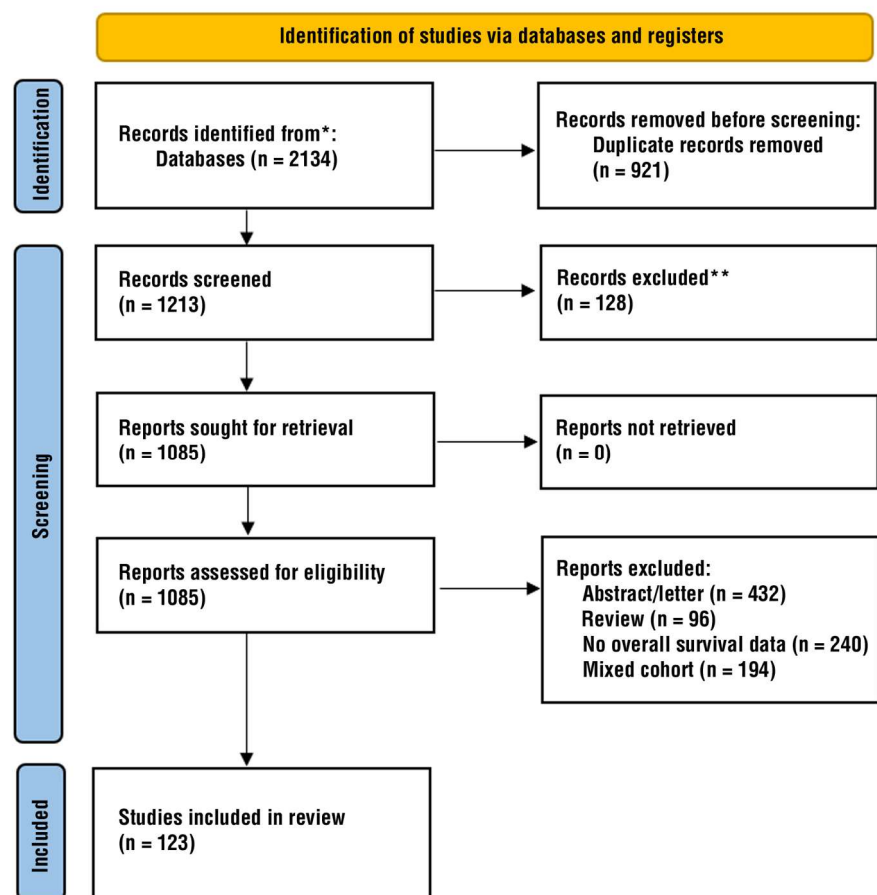 Identification of studies via databases and registers
Identification
Records identified from*:
Databases (n = 2134)
Records removed before screening:
Duplicate records removed
(n = 921)
Screening
Records screened
(n = 1213)
Records excluded**
(n = 128)
Reports sought for retrieval
(n = 1085)
Reports not retrieved
(n = 0)
Reports assessed for eligibility
(n = 1085)
Reports excluded:
Abstract/letter (n = 432)
Review (n = 96)
No overall survival data (n = 240)
Mixed cohort (n = 194)
Included
Studies included in review
(n = 123)